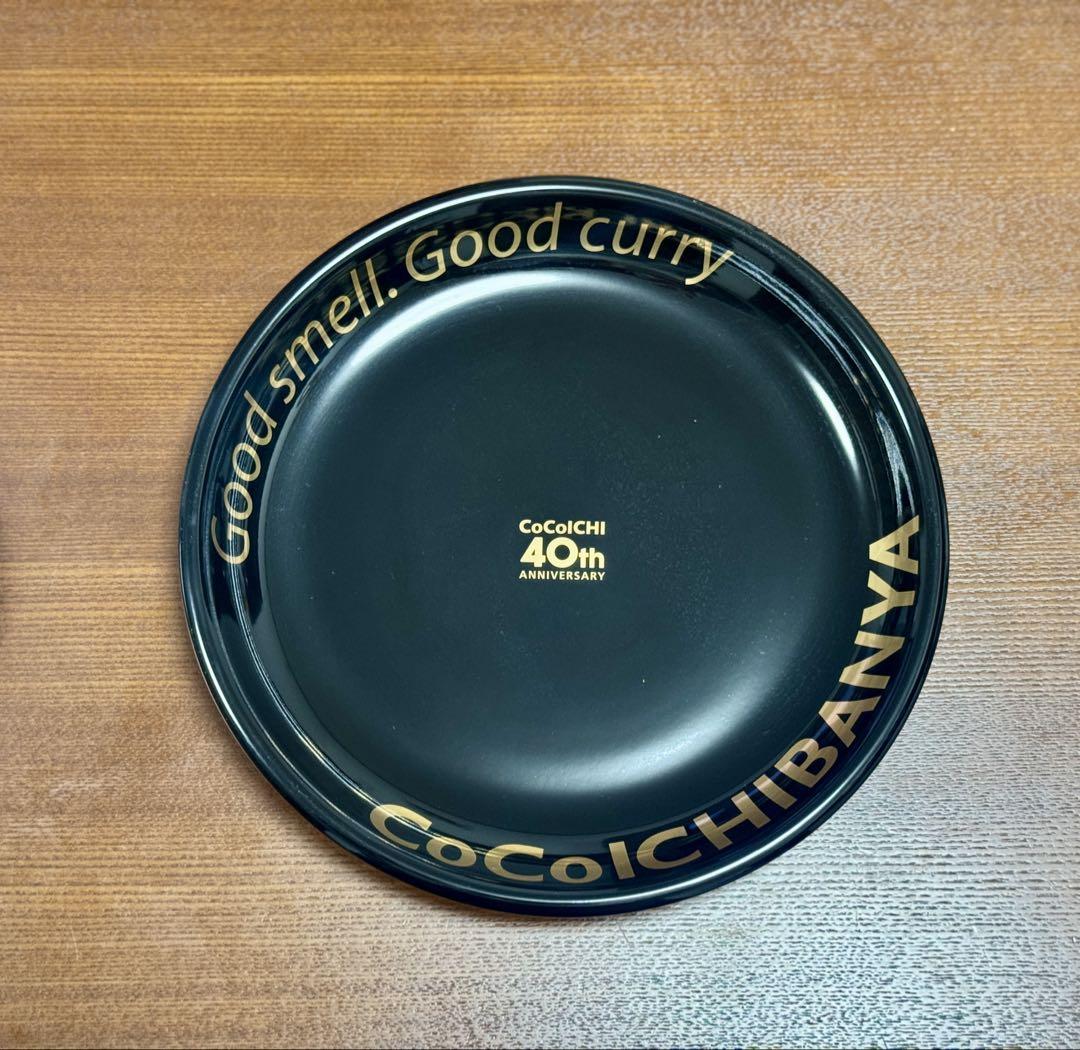 Good smell. Good curry
CoCoICHI
40th
ANNIVERSARY
CoCoICHIBANYA